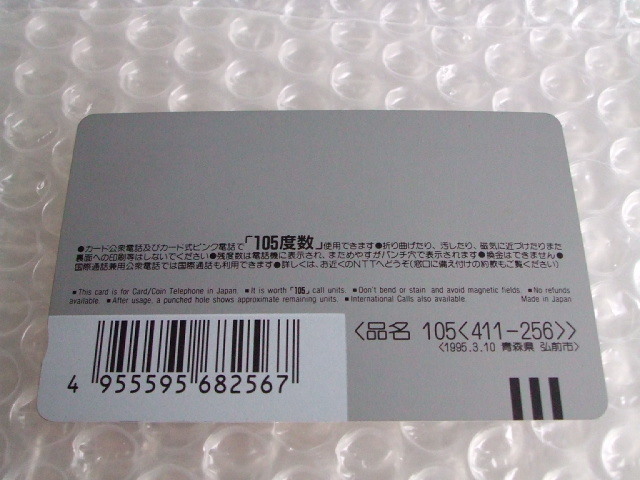 ●カード公衆電話及びカード式ピンク電話で「105度数」使用できます●折り曲げたり、汚したり、磁気に近づけたりまた
裏面への印刷等はしないでください●残度数は電話機に表示され、まためやすがパンチ穴で表示されます●換金はできません●
国際通話兼用公衆電話では国際通話も利用できます●詳しくは、お近くのNTTへどうぞ(窓口に備え付けの約款もご覧ください)
■This card is for Card/Coin Telephone in Japan. ■It is worth「105」call units. ■Don't bend or stain and avoid magnetic fields. ■No refunds
available. ■After usage, a punched hole shows approximate remaining units. ■International Calls also available. Made in Japan
〈品名 105〈411-256〉〉
〈1995.3.10 青森県 弘前市〉
4 955595 682567